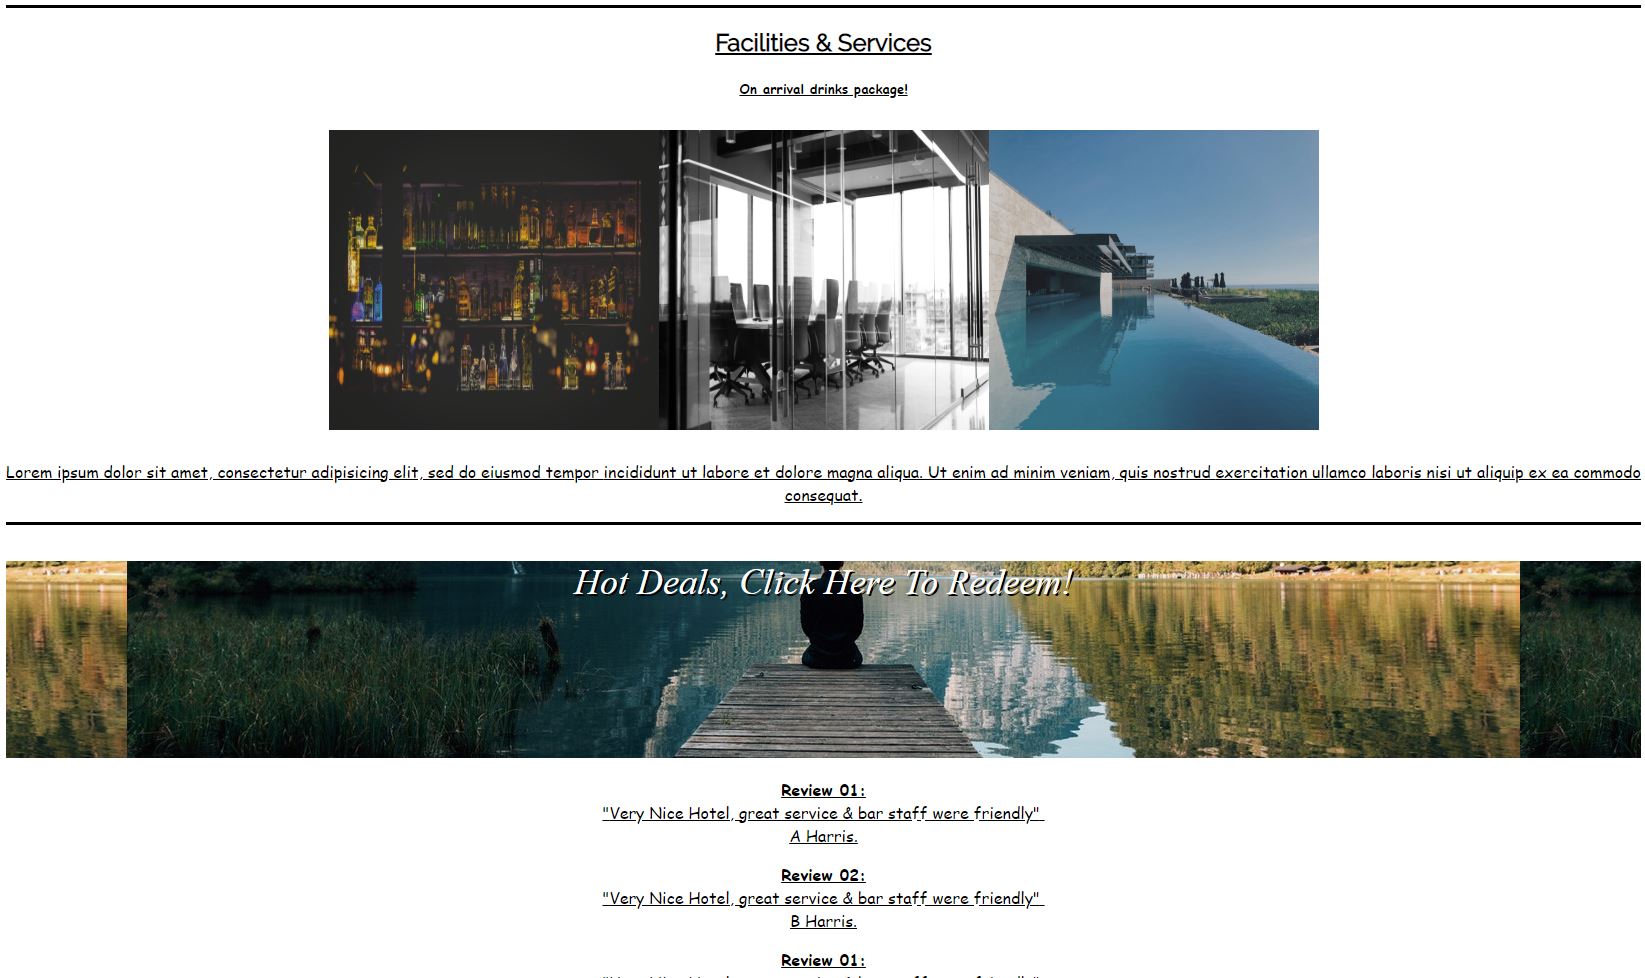 Facilities & Services
On arrival drinks package!
Lorem ipsum dolor sit amet, consectetur adipisicing elit, sed do eiusmod tempor incididunt ut labore et dolore magna aliqua. Ut enim ad minim veniam, quis nostrud exercitation ullamco laboris nisi ut aliquip ex ea commodo
consequat.
Hot Deals, Click Here To Redeem!
Review 01:
"Very Nice Hotel, great service & bar staff were friendly"
A Harris.
Review 02:
"Very Nice Hotel, great service & bar staff were friendly"
B Harris.
Review 01: